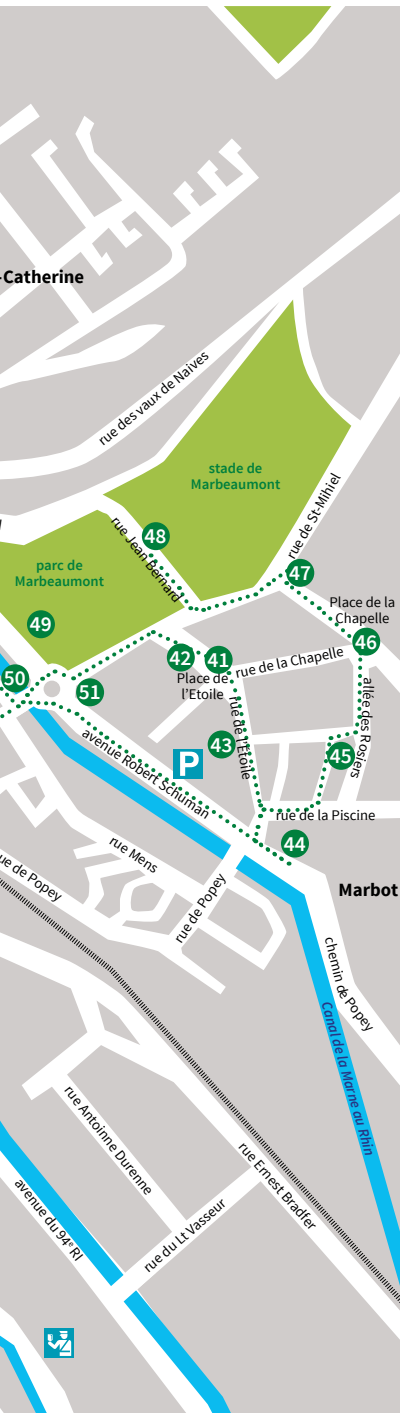 -Catherine
rue des vaux de Naives
stade de
Marbeaumont
rue de St-Mihiel
48
rue Jean Bernard
parc de
Marbeaumont
47
Place de la
Chapelle
49
46
42
41
rue de la Chapelle
Place de
l'Etoile
50
51
allée des Rosiers
rue de l'Etoile
43
45
P
avenue Robert Schuman
rue de la Piscine
44
rue Mens
ue de Popey
rue de Popey
Marbot
chemin de Popey
Canal de la Marne au Rhin
rue Antoinne Durenne
rue Ernest Bradfer
avenue du 94e RI
rue du Lt Vasseur